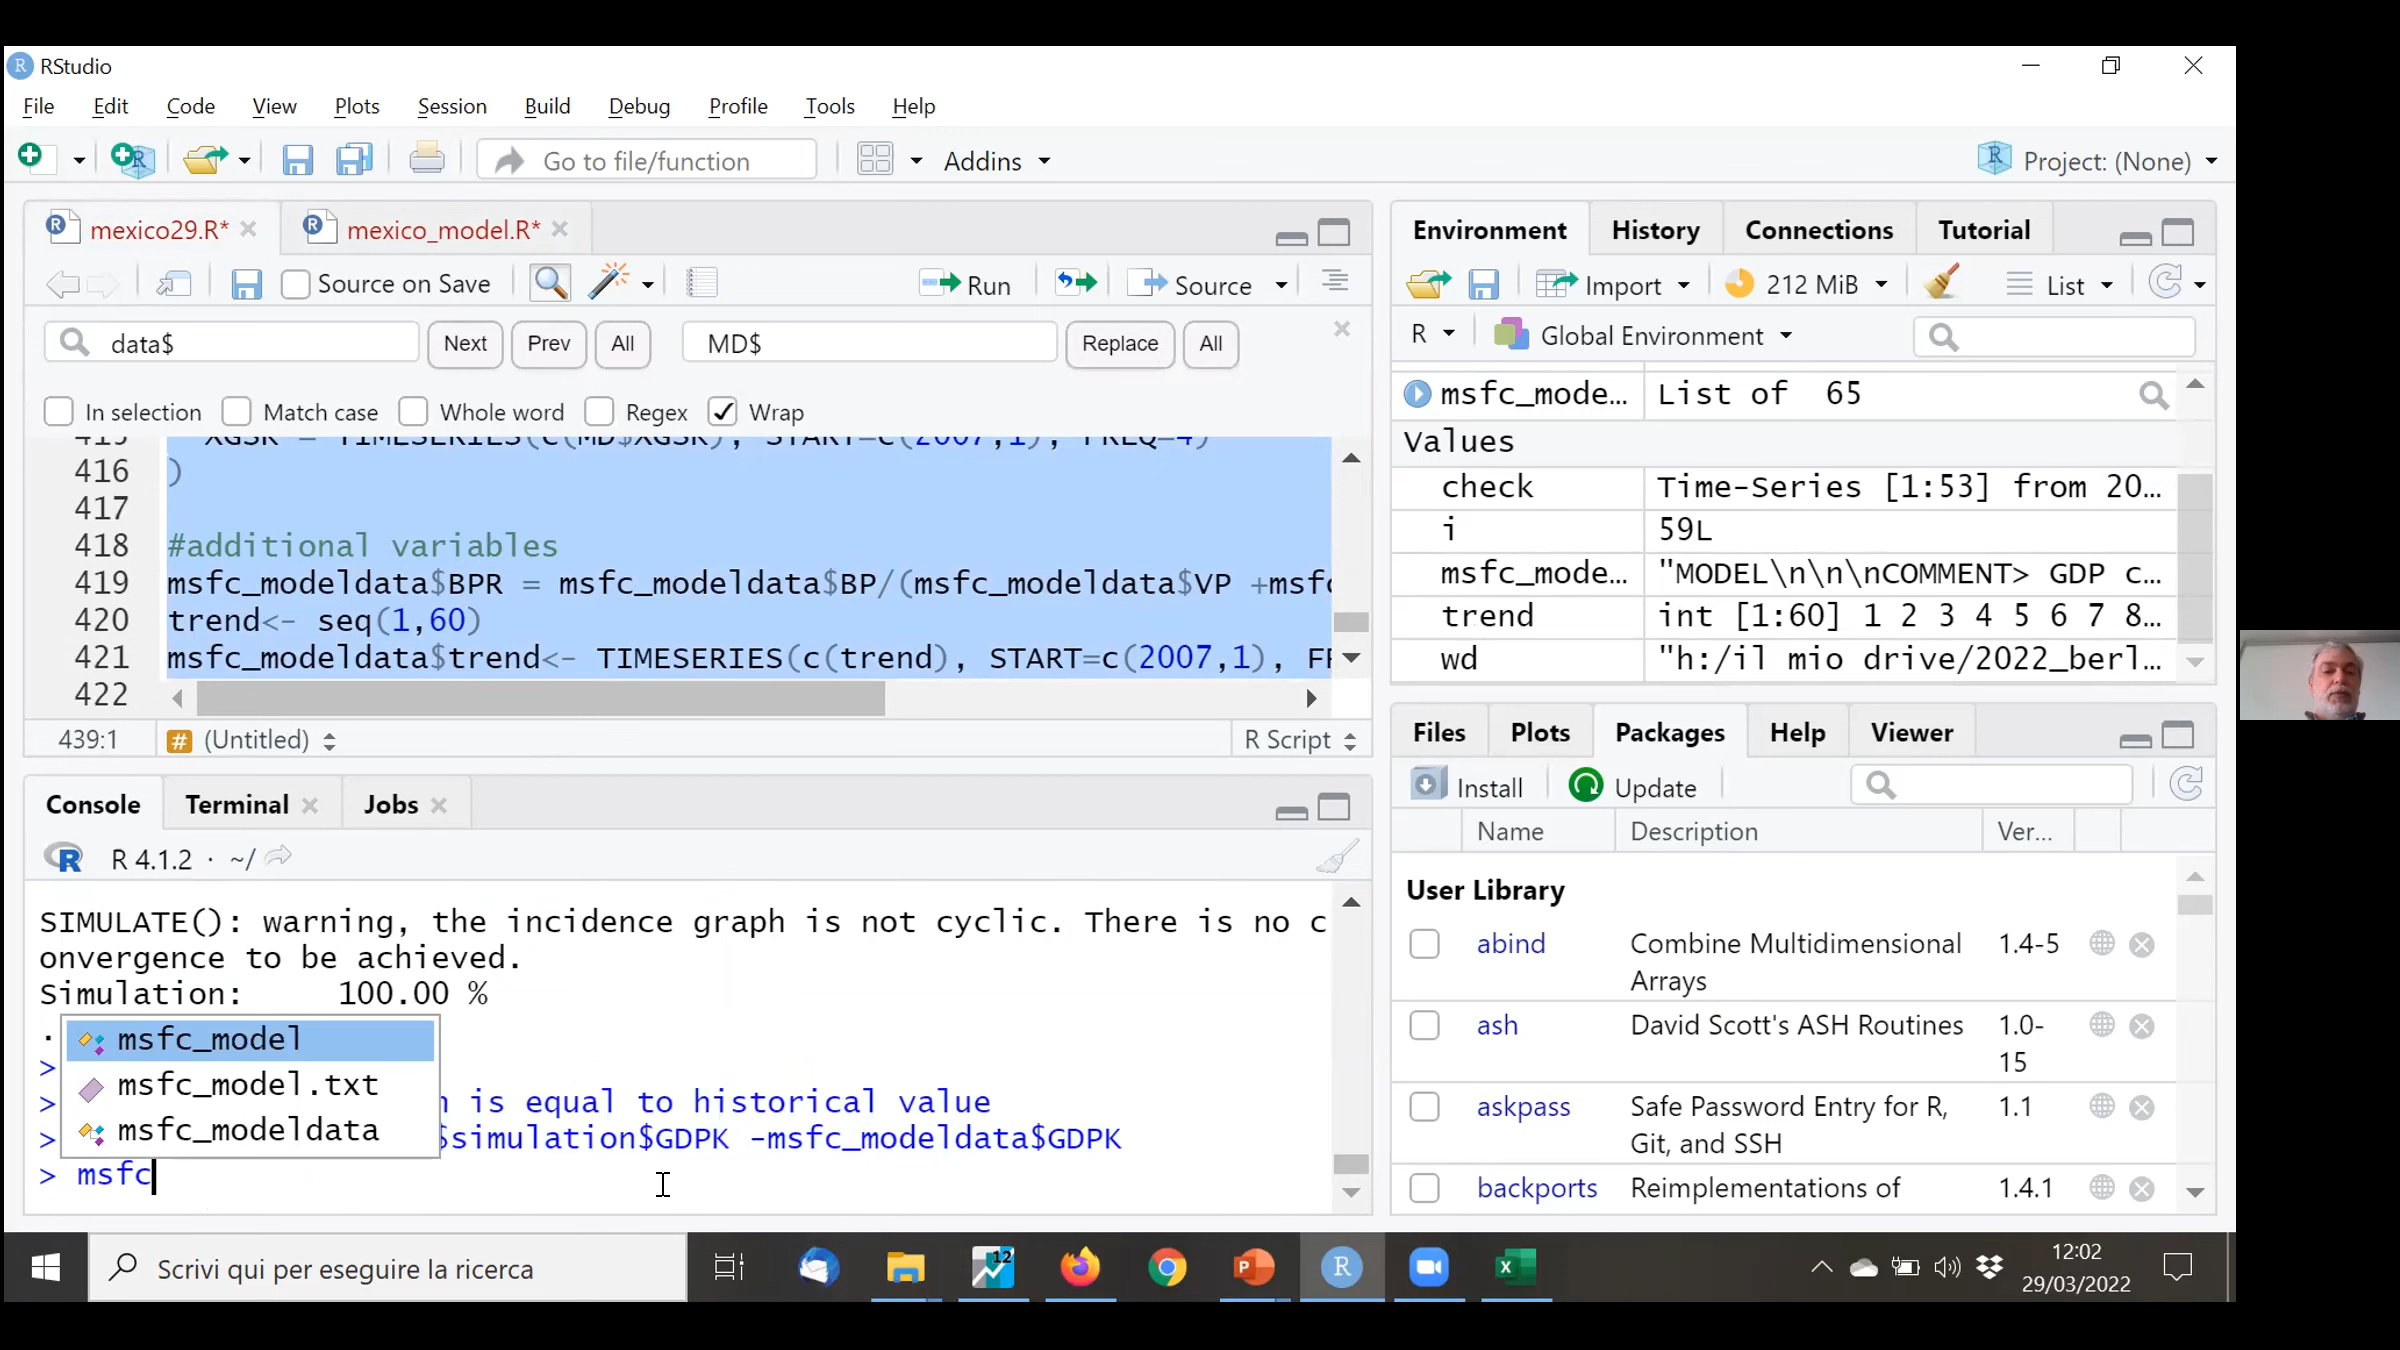 RStudio
File Edit Code View Plots Session Build Debug Profile Tools Help
Go to file/function
Addins
Project: (None)
mexico29.R*
mexico_model.R*
Source on Save
Run
Source
data$
Next
Prev
All
MD$
Replace
All
In selection
Match case
Whole word
Regex
Wrap
415 XGSR = TIMESERIES(c(MD$XGSR), START=c(2007,1), FREQ=4)
416 )
417
418 #additional variables
419 msfc_modeldata$BPR = msfc_modeldata$BP/(msfc_modeldata$VP +msfc
420 trend<- seq(1,60)
421 msfc_modeldata$trend<- TIMESERIES(c(trend), START=c(2007,1), FR
422
439:1
(Untitled)
R Script
Console Terminal Jobs
R 4.1.2 · ~/
SIMULATE(): warning, the incidence graph is not cyclic. There is no c
onvergence to be achieved.
Simulation: 100.00 %
.
>
> n is equal to historical value
> $simulation$GDPK -msfc_modeldata$GDPK
> msfc
msfc_model
msfc_model.txt
msfc_modeldata
Environment History Connections Tutorial
Import
212 MiB
List
R
Global Environment
msfc_mode… List of 65
Values
check Time-Series [1:53] from 20…
i 59L
msfc_mode… "MODEL\n\n\nCOMMENT> GDP c…
trend int [1:60] 1 2 3 4 5 6 7 8…
wd "h:/il mio drive/2022_berl…
Files Plots Packages Help Viewer
Install
Update
Name Description Ver...
User Library
abind Combine Multidimensional 1.4-5
Arrays
ash David Scott's ASH Routines 1.0-
15
askpass Safe Password Entry for R, 1.1
Git, and SSH
backports Reimplementations of 1.4.1
Scrivi qui per eseguire la ricerca
12
12:02
29/03/2022